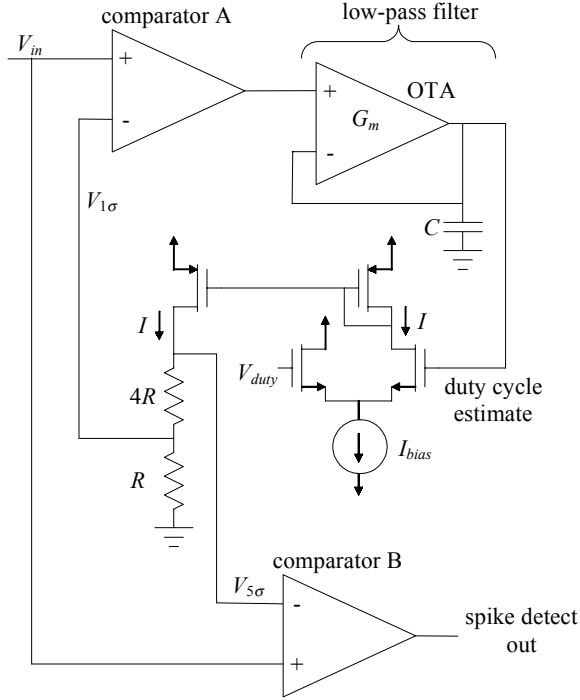 low-pass filter
comparator A
V_in
+
-
OTA
+
G_m
-
V_1σ
C
I
I
V_duty
duty cycle
estimate
4R
I_bias
R
comparator B
V_5σ
-
spike detect
out
+